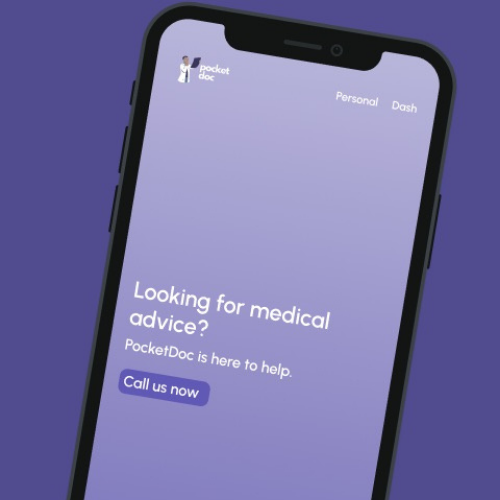 pocket
doc
Personal Dash
Looking for medical
advice?
PocketDoc is here to help.
Call us now